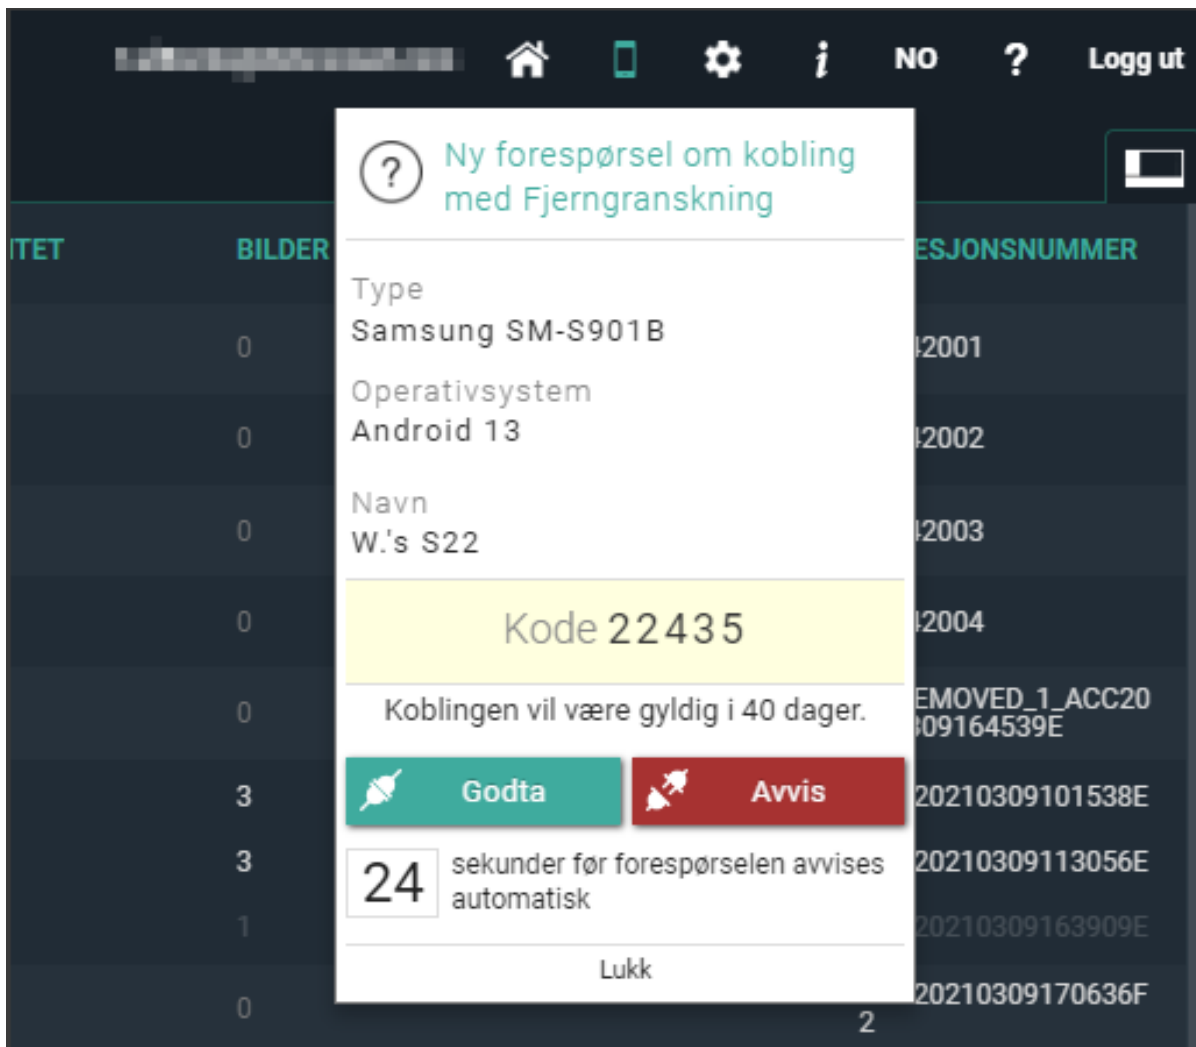 NO ? Logg ut
? Ny forespørsel om kobling
med Fjerngranskning
BILDER
Type
Samsung SM-S901B
0
Operativsystem
Android 13
0
Navn
W.'s S22
0
Kode 22435
0
Koblingen vil være gyldig i 40 dager.
0
Godta
Avvis
3
20210309101538E
24 sekunder før forespørselen avvises
automatisk
3
20210309113056E
1
20210309163909E
Lukk
0
20210309170636F
2